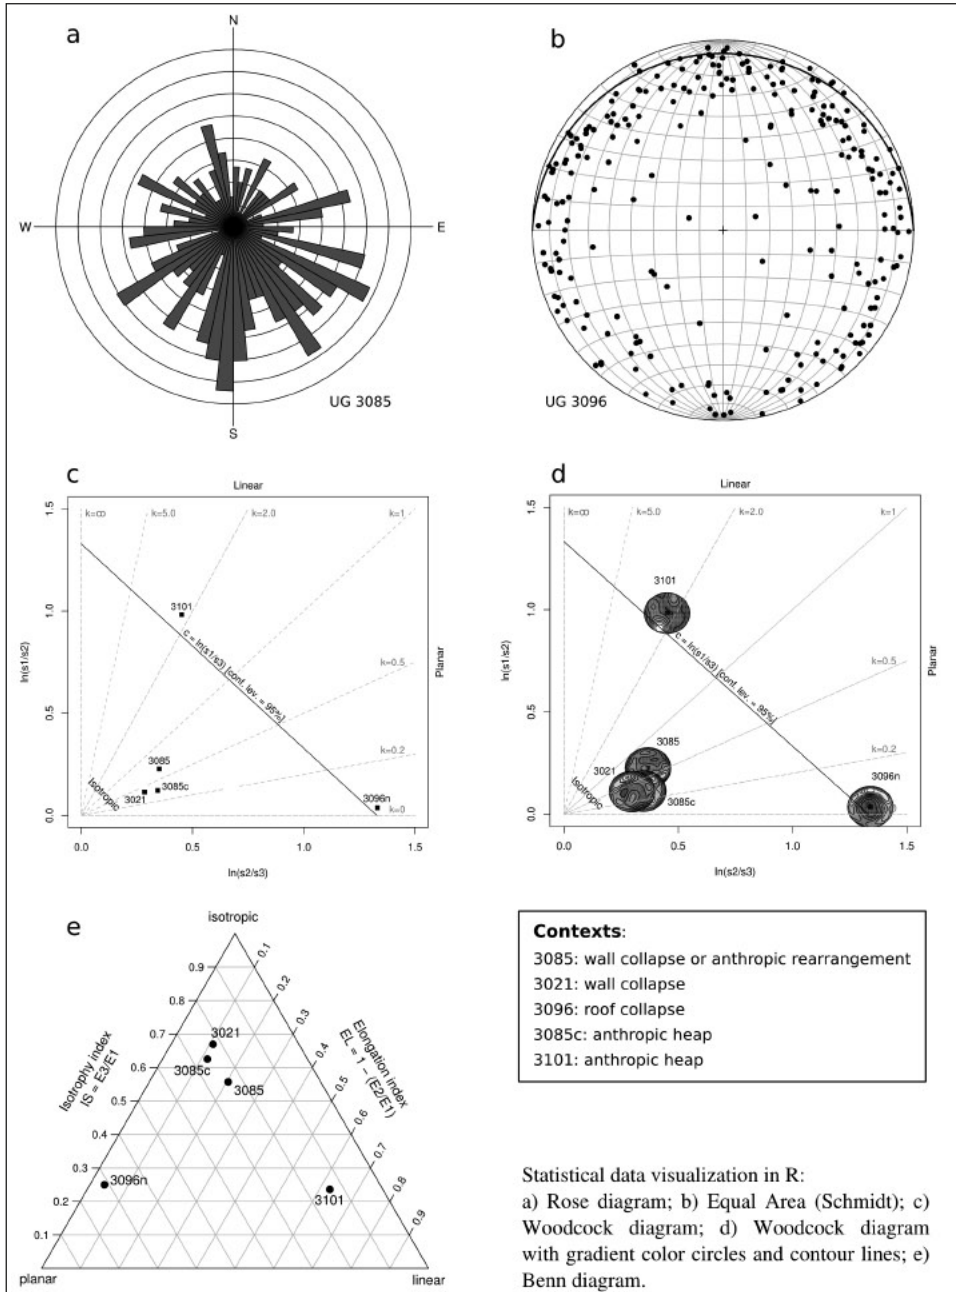 a
N
W
E
S
UG 3085
b
UG 3096
c
Linear
k=∞
k=5.0
k=2.0
k=1
k=0.5
k=0.2
k=0
Planar
Isotropic
c = ln(s1/s3) [conf. lev. = 95%]
3101
3085
3085c
3021
3096n
ln(s1/s2)
0.0
0.5
1.0
1.5
0.0
0.5
1.0
1.5
ln(s2/s3)
d
Linear
k=∞
k=5.0
k=2.0
k=1
k=0.5
k=0.2
Planar
Isotropic
c = ln(s1/s3) [conf. lev. = 95%]
3101
3085
3021
3085c
3096n
ln(s1/s2)
0.0
0.5
1.0
1.5
0.0
0.5
1.0
1.5
ln(s2/s3)
e
isotropic
0.9
0.8
0.7
0.6
0.5
0.4
0.3
0.2
0.1
0.1
0.2
0.3
0.4
0.5
0.6
0.7
0.8
0.9
Isotrophy index
IS = E3/E1
Elongation index
EL = 1 − (E2/E1)
3021
3085c
3085
3096n
3101
planar
linear
Contexts:
3085: wall collapse or anthropic rearrangement
3021: wall collapse
3096: roof collapse
3085c: anthropic heap
3101: anthropic heap
Statistical data visualization in R:
a) Rose diagram; b) Equal Area (Schmidt); c)
Woodcock diagram; d) Woodcock diagram
with gradient color circles and contour lines; e)
Benn diagram.